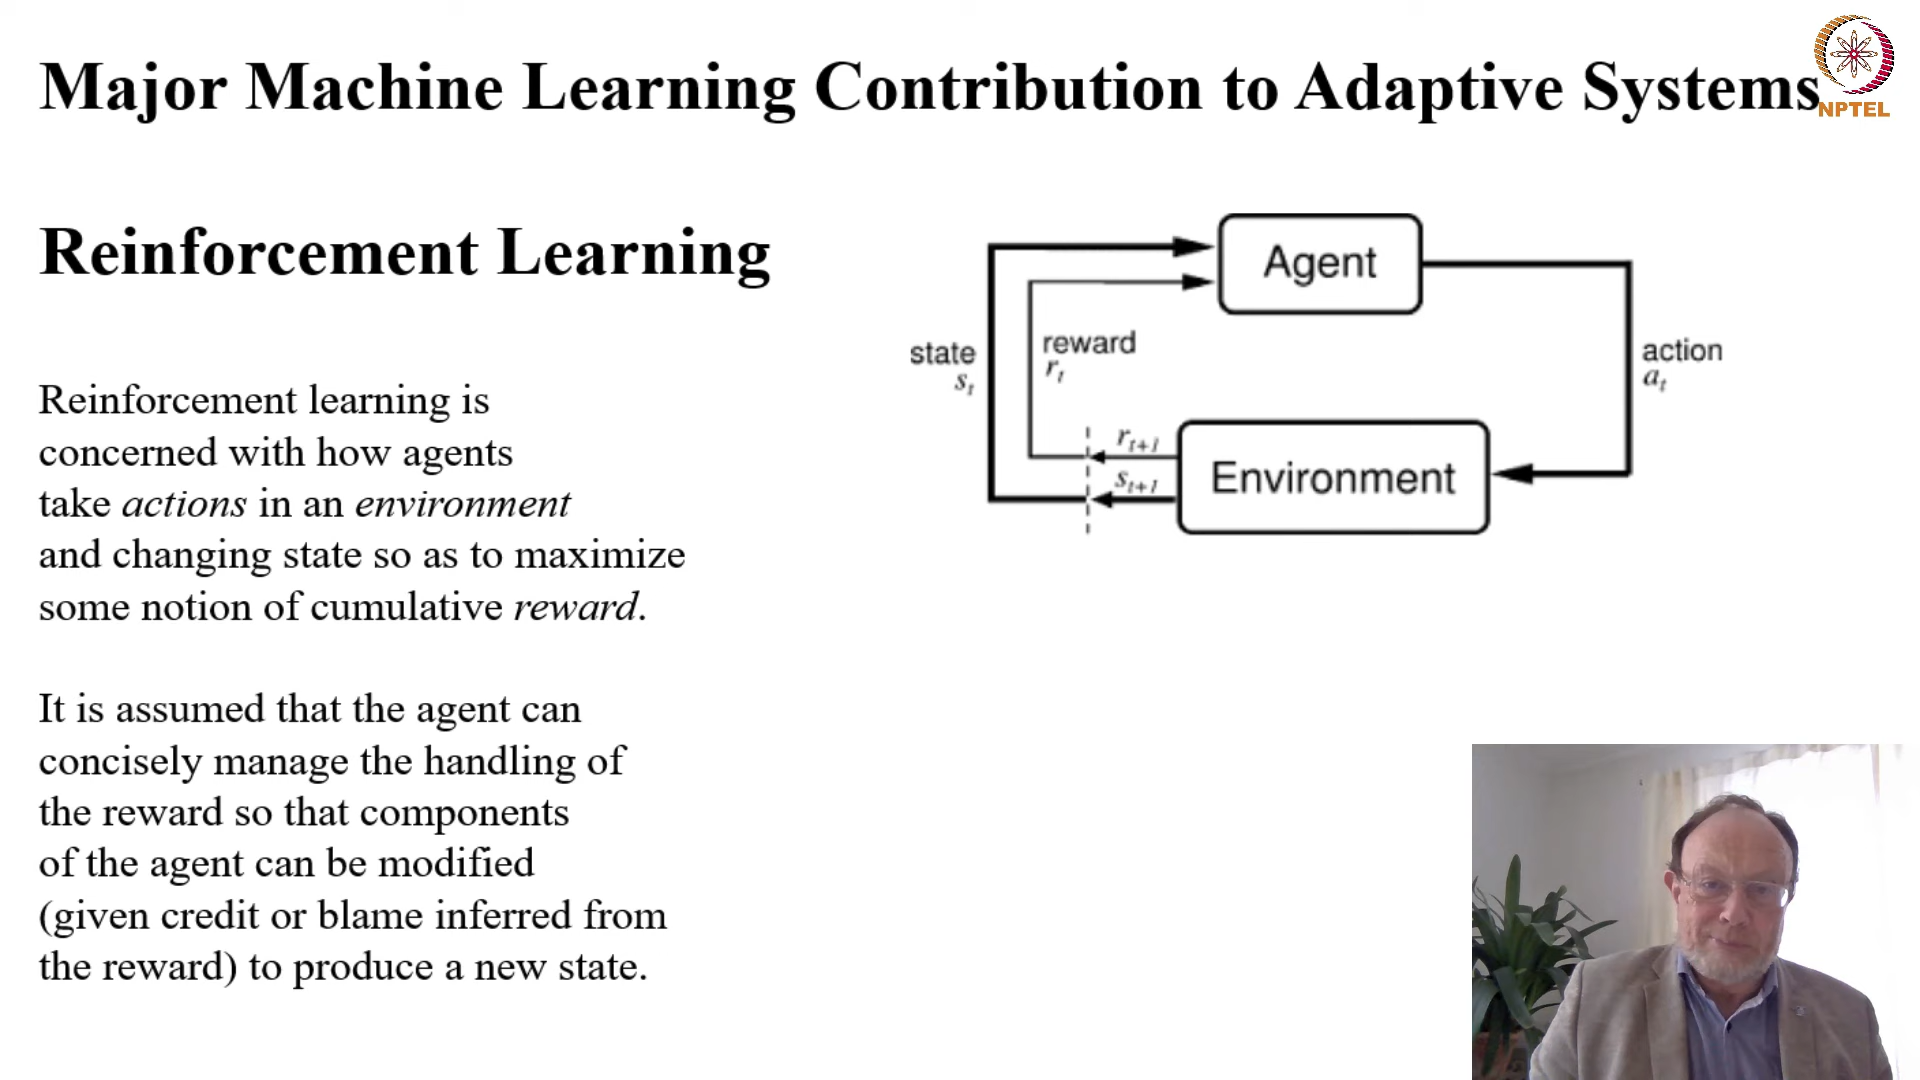 Major Machine Learning Contribution to Adaptive Systems
NPTEL
Reinforcement Learning
Reinforcement learning is
concerned with how agents
take actions in an environment
and changing state so as to maximize
some notion of cumulative reward.
It is assumed that the agent can
concisely manage the handling of
the reward so that components
of the agent can be modified
(given credit or blame inferred from
the reward) to produce a new state.
Agent
state
s_t
reward
r_t
action
a_t
r_{t+1}
s_{t+1}
Environment